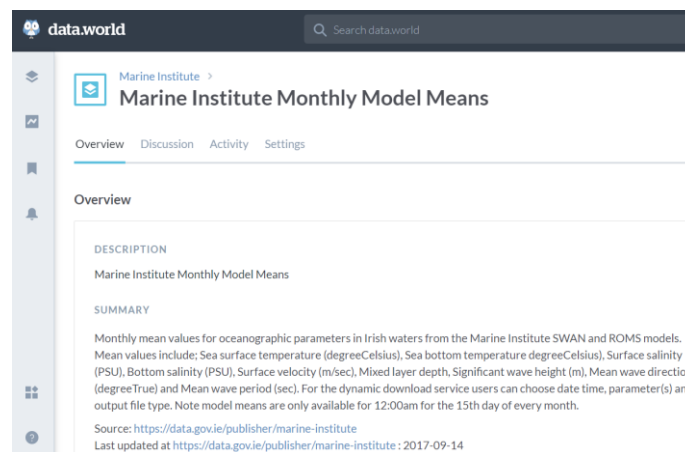 data.world
Search data.world
Marine Institute >
Marine Institute Monthly Model Means
Overview Discussion Activity Settings
Overview
DESCRIPTION
Marine Institute Monthly Model Means
SUMMARY
Monthly mean values for oceanographic parameters in Irish waters from the Marine Institute SWAN and ROMS models.
Mean values include; Sea surface temperature (degreeCelsius), Sea bottom temperature degreeCelsius), Surface salinity
(PSU), Bottom salinity (PSU), Surface velocity (m/sec), Mixed layer depth, Significant wave height (m), Mean wave
(degreeTrue) and Mean wave period (sec). For the dynamic download service users can choose date time, parameter(s)
output file type. Note model means are only available for 12:00am for the 15th day of every month.
Source: https://data.gov.ie/publisher/marine-institute
Last updated at https://data.gov.ie/publisher/marine-institute : 2017-09-14